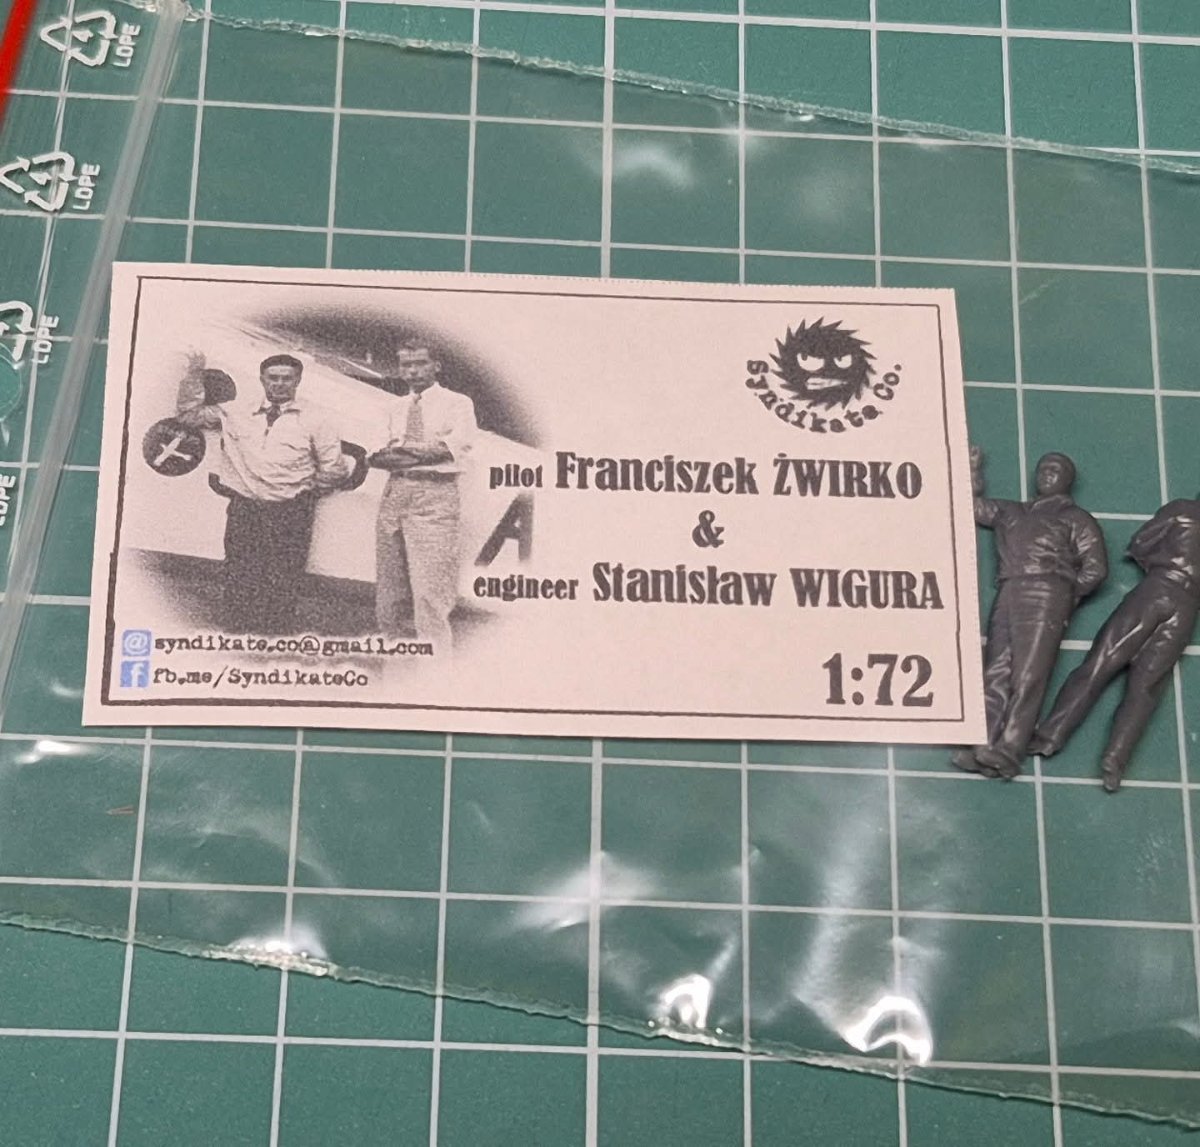 LDPE
LDPE
LDPE
LDPE
Syndikate Co.
pilot Franciszek ŻWIRKO
&
A
engineer Stanisław WIGURA
@ syndikate.co@gmail.com
f fb.me/SyndikateCo
1:72